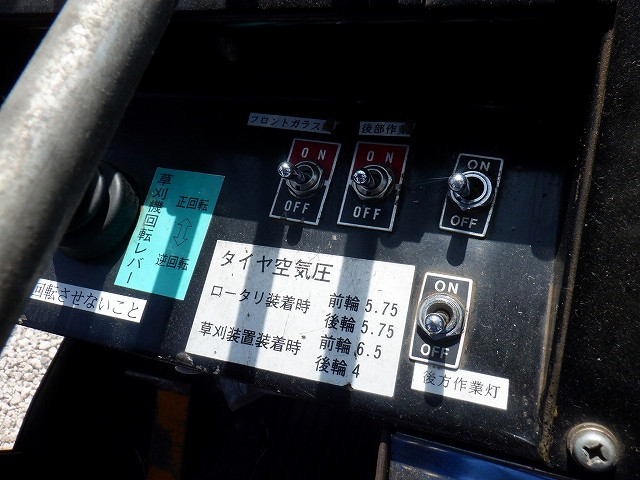 フロントガラス
後部作業
ON
OFF
ON
OFF
ON
OFF
草刈機回転レバー
正回転
逆回転
回転させないこと
タイヤ空気圧
ロータリ装着時 前輪 5.75
後輪 5.75
草刈装置装着時 前輪 6.5
後輪 4
ON
OFF
後方作業灯